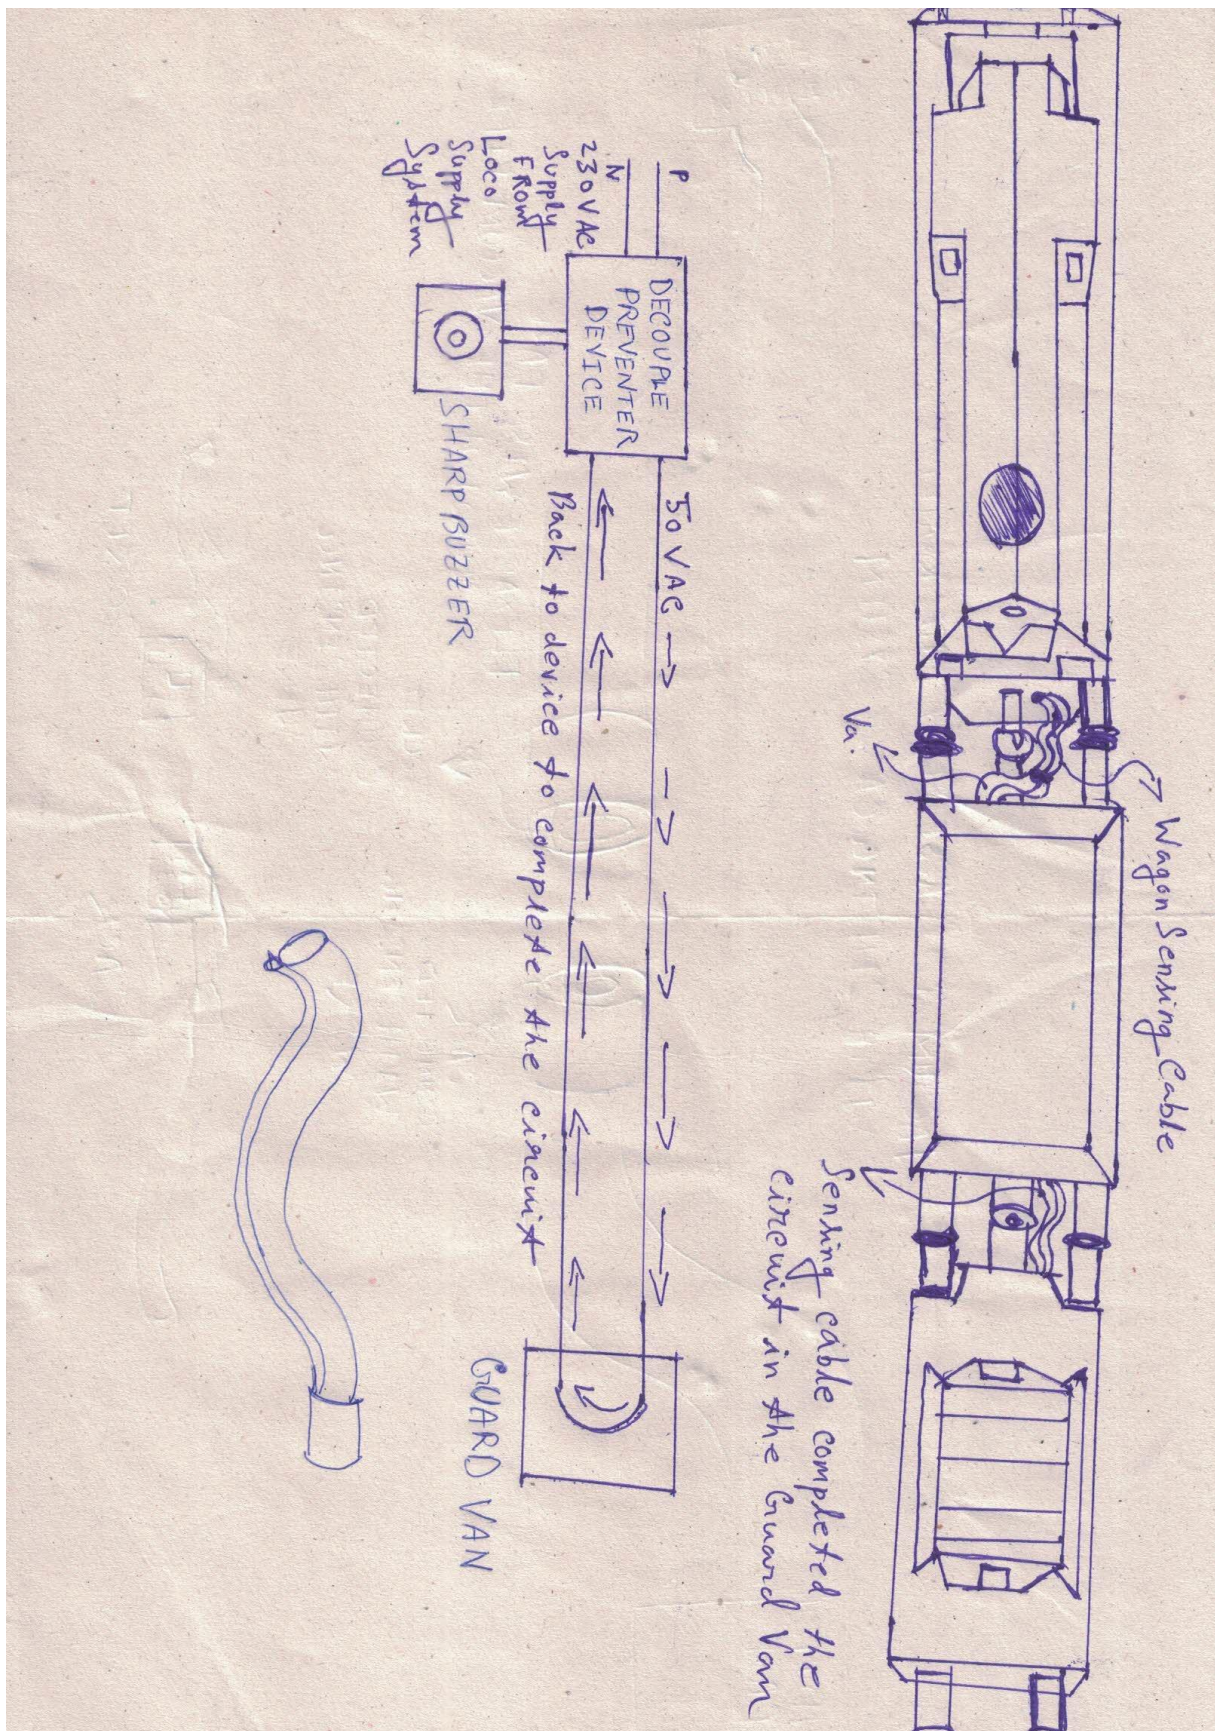 Wagon Sensing Cable
Va.
Sensing cable completed the
circuit in the Guard Van
P
N
230VAC
Supply
FROM
Loco
Supply
System
DECOUPLE
PREVENTER
DEVICE
50 VAC
Back to device to complete the circuit
SHARP BUZZER
GUARD VAN